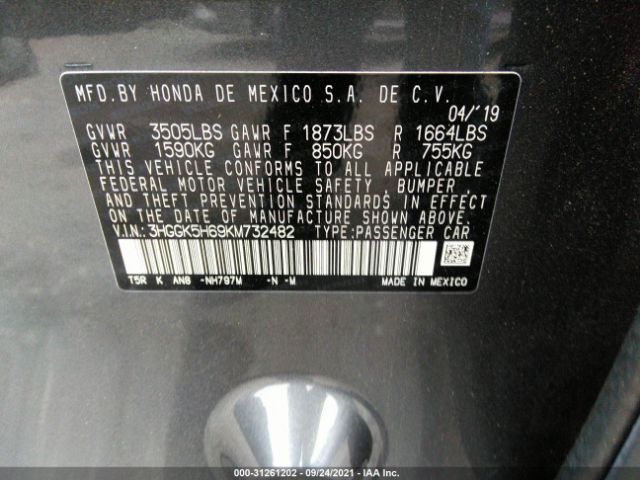 MFD.BY HONDA DE MEXICO S.A. DE C.V.
04/'19
GVWR 3505LBS GAWR F 1873LBS R 1664LBS
GVWR 1590KG GAWR F 850KG R 755KG
THIS VEHICLE CONFORMS TO ALL APPLICABLE
FEDERAL MOTOR VEHICLE SAFETY, BUMPER,
AND THEFT PREVENTION STANDARDS IN EFFECT
ON THE DATE OF MANUFACTURE SHOWN ABOVE.
V.I.N.:3HGGK5H69KM732482 TYPE:PASSENGER CAR
T5R K AN8 -NH797M -N -M MADE IN MEXICO
000-31261202 - 09/24/2021 - IAA Inc.